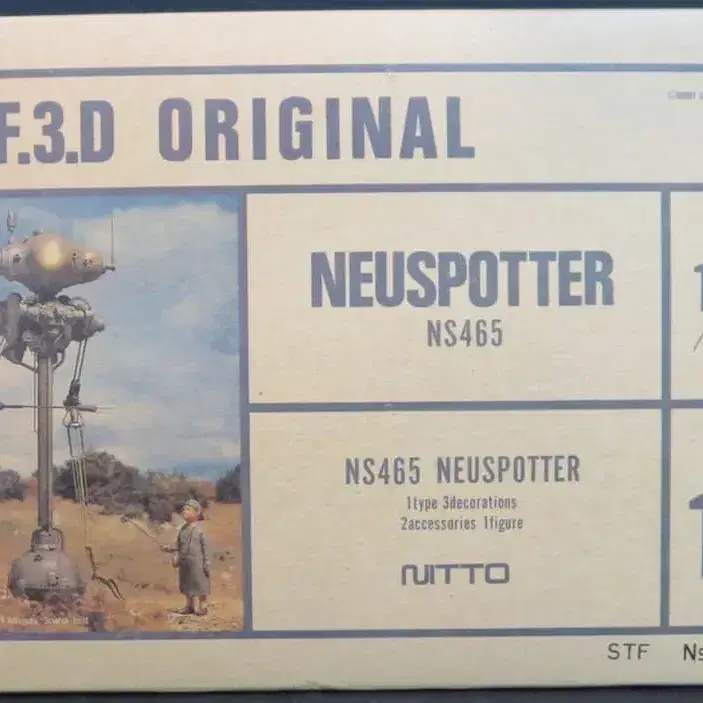 F.3.D ORIGINAL
NEUSPOTTER
NS465
NS465 NEUSPOTTER
1type 3decorations
2accessories 1figure
NITTO
STF